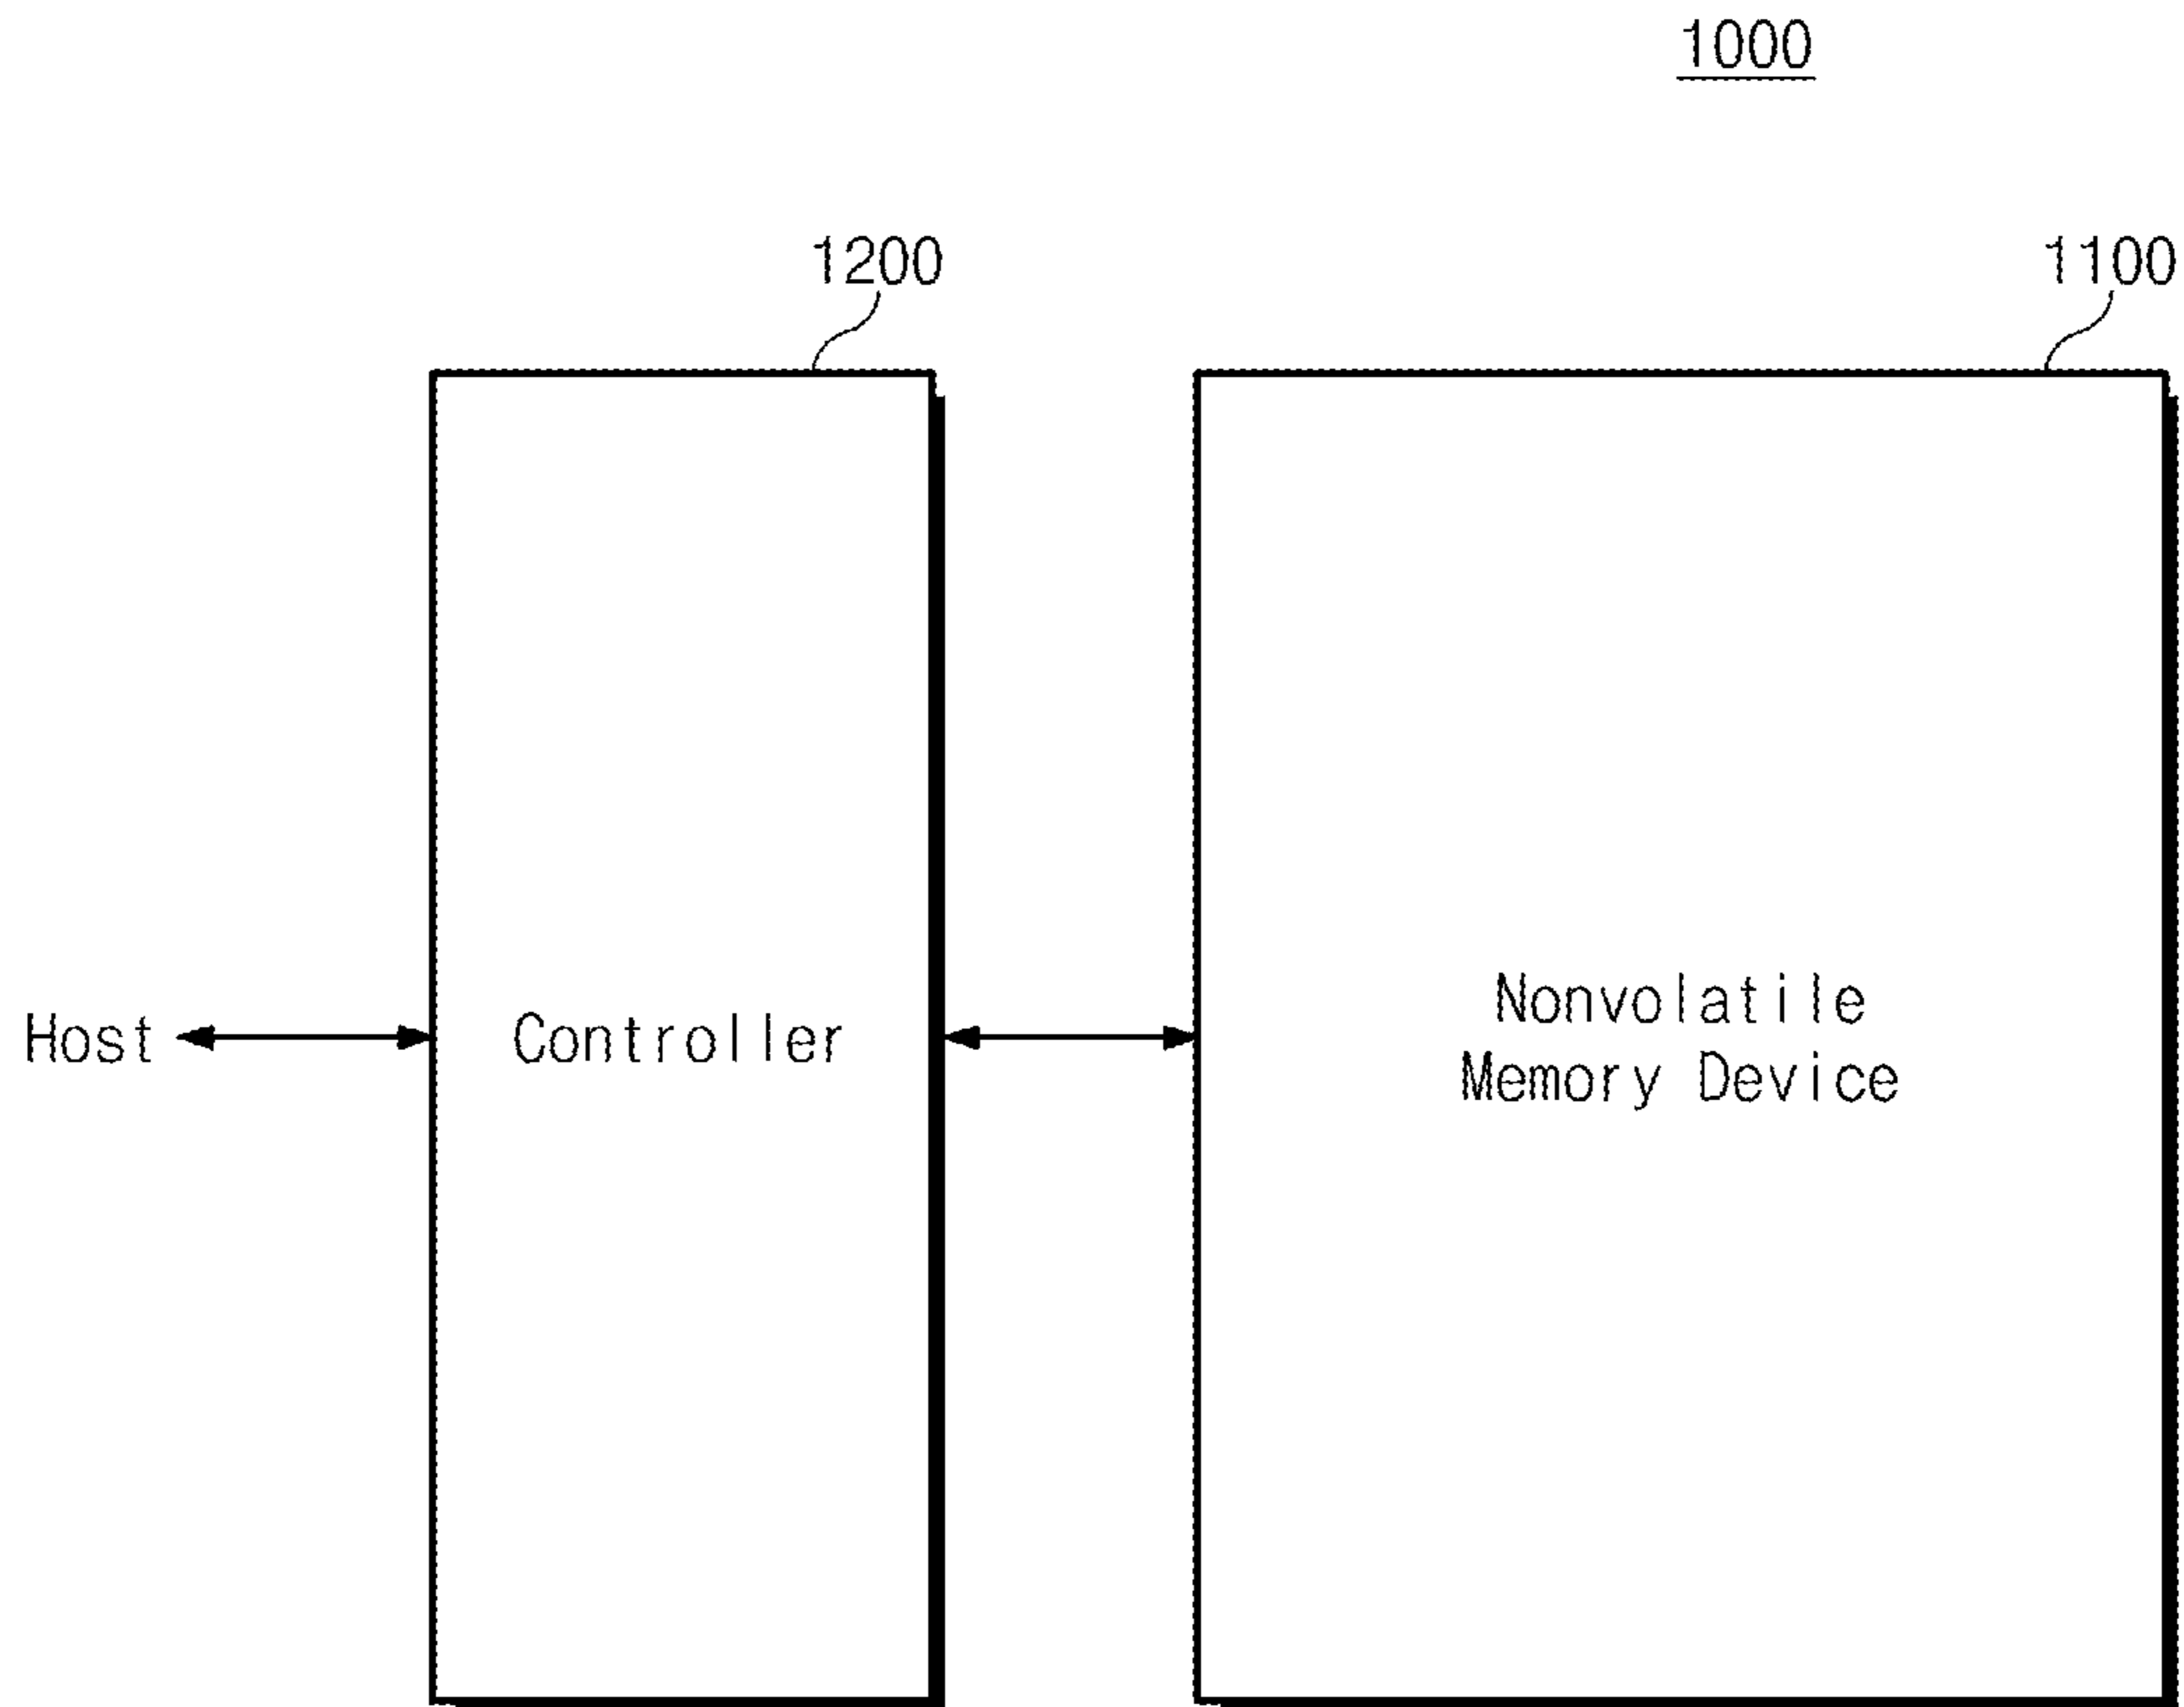 1000
1200
1100
Host
Controller
Nonvolatile
Memory Device